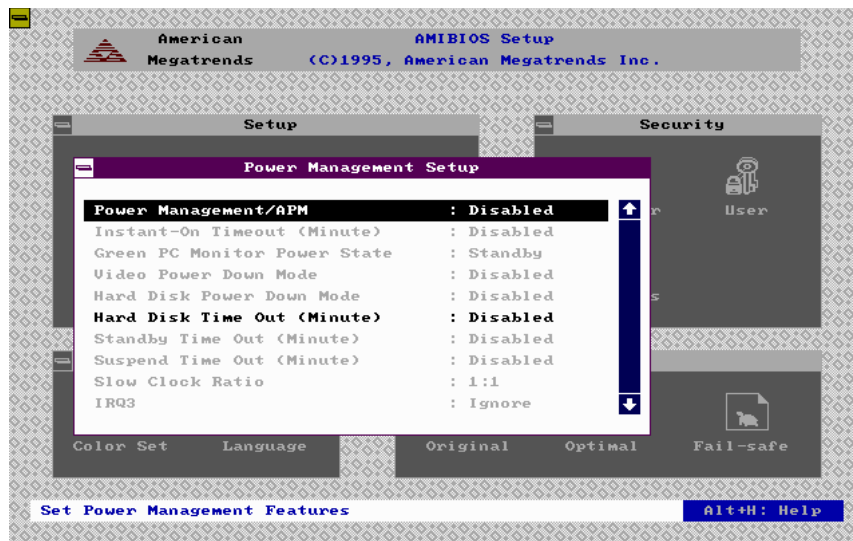 American AMIBIOS Setup
Megatrends (C)1995, American Megatrends Inc.
Setup Security
Power Management Setup
Power Management/APM : Disabled
r User
Instant-On Timeout (Minute) : Disabled
Green PC Monitor Power State : Standby
Video Power Down Mode : Disabled
Hard Disk Power Down Mode : Disabled
s
Hard Disk Time Out (Minute) : Disabled
Standby Time Out (Minute) : Disabled
Suspend Time Out (Minute) : Disabled
Slow Clock Ratio : 1:1
IRQ3 : Ignore
Color Set Language Original Optimal Fail-safe
Set Power Management Features Alt+H: Help